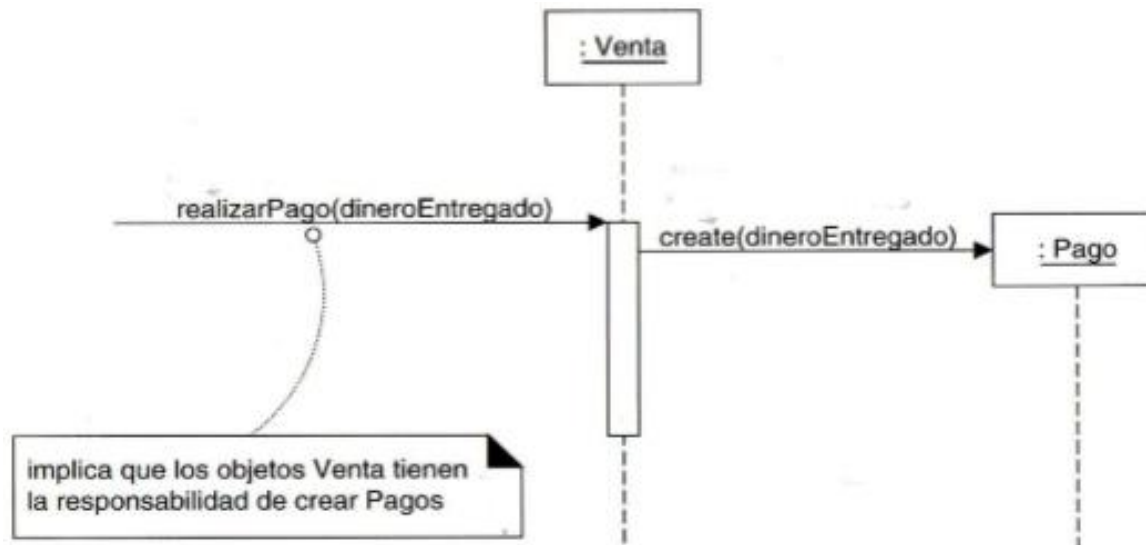 : Venta
realizarPago(dineroEntregado)
create(dineroEntregado)
: Pago
implica que los objetos Venta tienen
la responsabilidad de crear Pagos